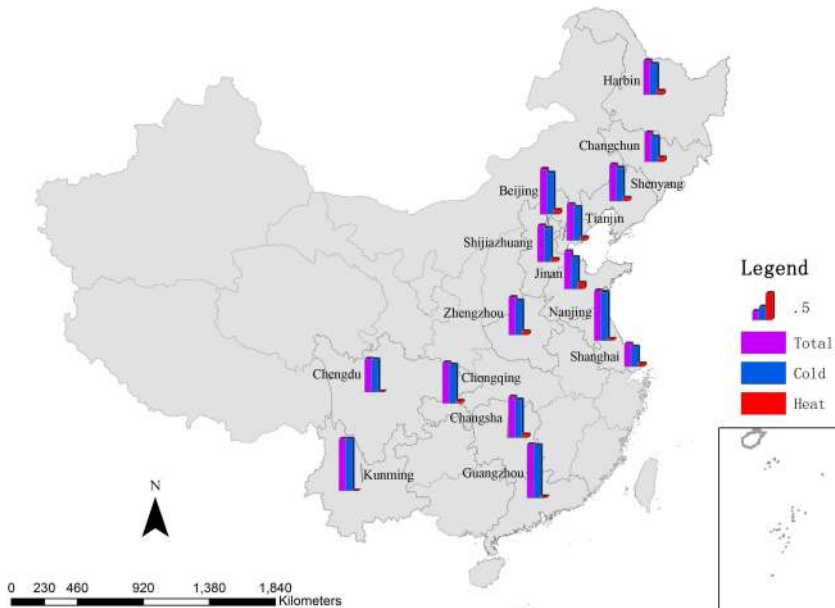 Harbin
Changchun
Shenyang
Beijing
Tianjin
Shijiazhuang
Jinan
Legend
.5
Zhengzhou
Nanjing
Total
Shanghai
Chengdu
Chongqing
Cold
Heat
Changsha
Kunming
Guangzhou
N
0 230 460 920 1,380 1,840
Kilometers